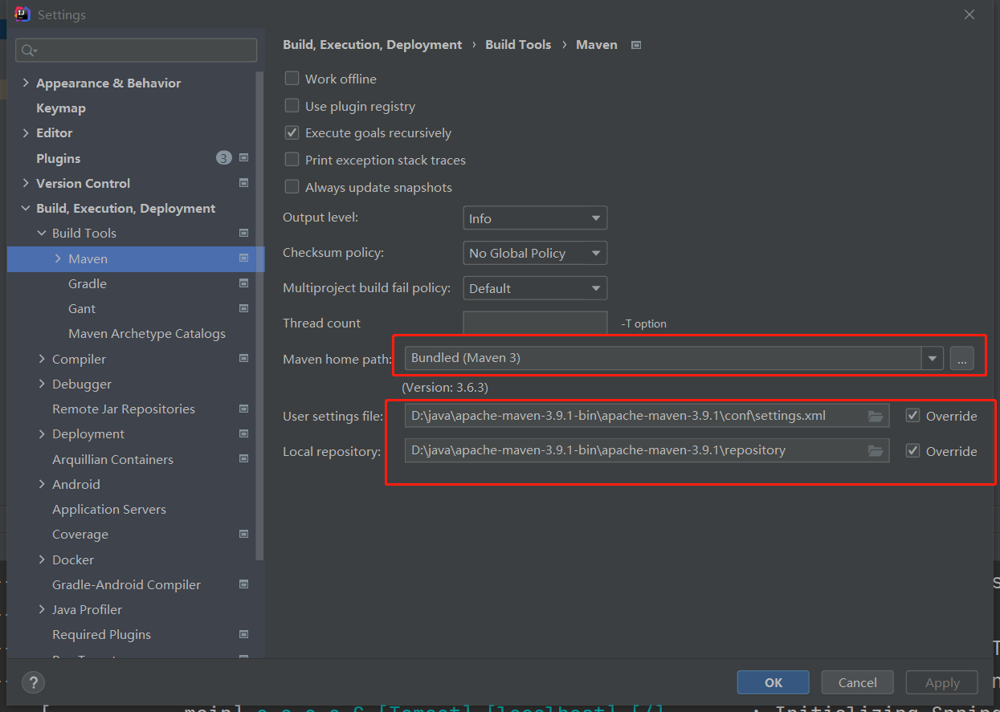 Settings
Appearance & Behavior
Keymap
Editor
Plugins 3
Version Control
Build, Execution, Deployment
Build Tools
Maven
Gradle
Gant
Maven Archetype Catalogs
Compiler
Debugger
Remote Jar Repositories
Deployment
Arquillian Containers
Android
Application Servers
Coverage
Docker
Gradle-Android Compiler
Java Profiler
Required Plugins
Build, Execution, Deployment › Build Tools › Maven
Work offline
Use plugin registry
Execute goals recursively
Print exception stack traces
Always update snapshots
Output level: Info
Checksum policy: No Global Policy
Multiproject build fail policy: Default
Thread count -T option
Maven home path: Bundled (Maven 3) ...
(Version: 3.6.3)
User settings file: D:\java\apache-maven-3.9.1-bin\apache-maven-3.9.1\conf\settings.xml Override
Local repository: D:\java\apache-maven-3.9.1-bin\apache-maven-3.9.1\repository Override
? OK Cancel Apply